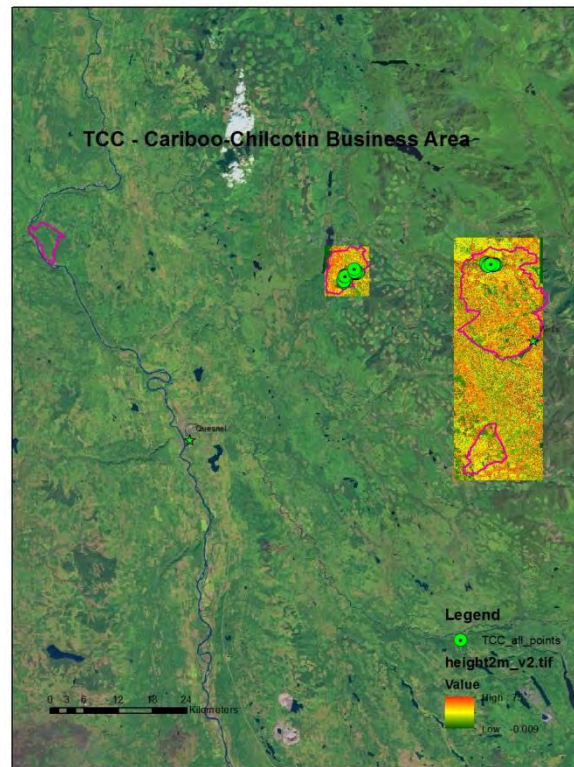 TCC - Cariboo-Chilcotin Business Area
Quesnel
Legend
TCC_all_points
height2m_v2.tif
Value
High
Low -0.009
0 3 6 12 18 24
Kilometers